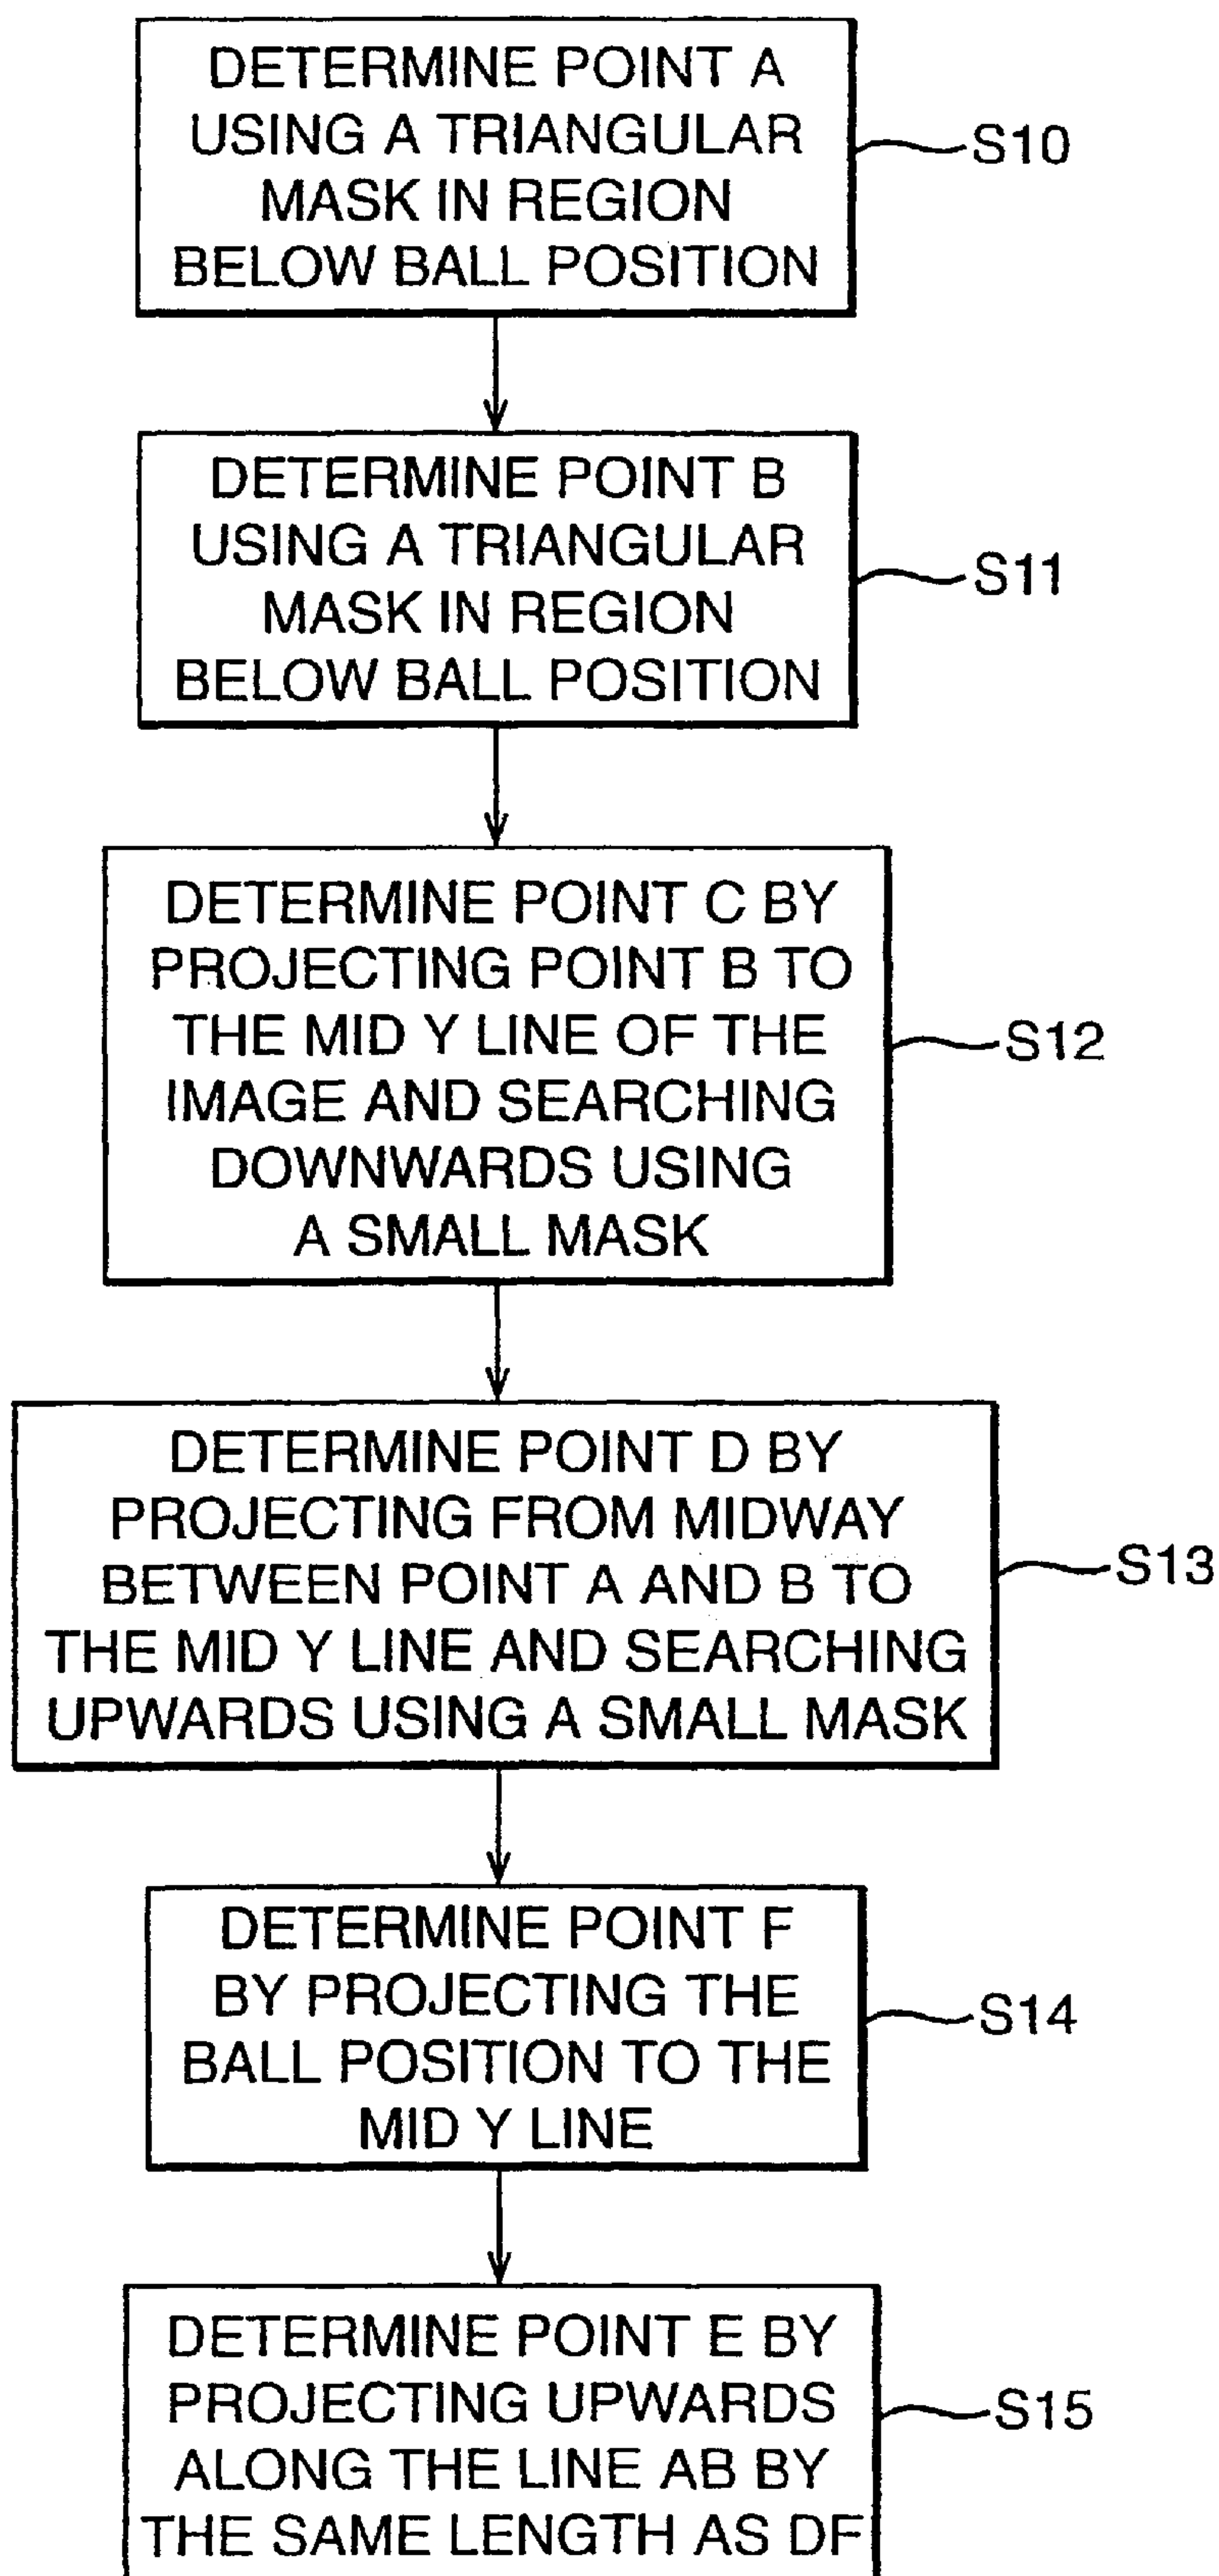 DETERMINE POINT A
USING A TRIANGULAR
MASK IN REGION
BELOW BALL POSITION
S10
DETERMINE POINT B
USING A TRIANGULAR
MASK IN REGION
BELOW BALL POSITION
S11
DETERMINE POINT C BY
PROJECTING POINT B TO
THE MID Y LINE OF THE
IMAGE AND SEARCHING
DOWNWARDS USING
A SMALL MASK
S12
DETERMINE POINT D BY
PROJECTING FROM MIDWAY
BETWEEN POINT A AND B TO
THE MID Y LINE AND SEARCHING
UPWARDS USING A SMALL MASK
S13
DETERMINE POINT F
BY PROJECTING THE
BALL POSITION TO THE
MID Y LINE
S14
DETERMINE POINT E BY
PROJECTING UPWARDS
ALONG THE LINE AB BY
THE SAME LENGTH AS DF
S15